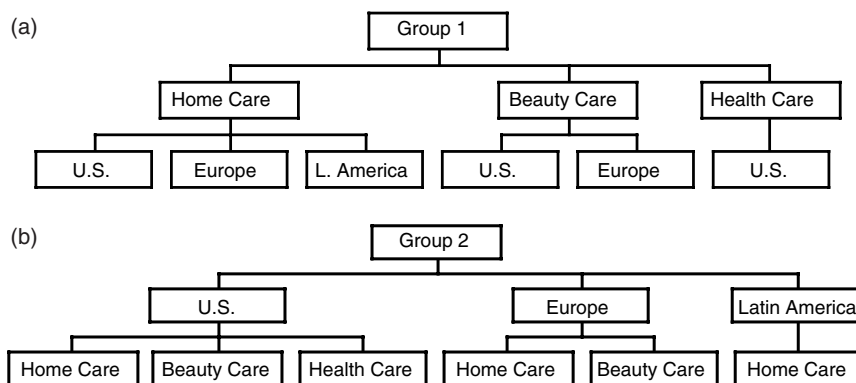 (a)
Group 1
Home Care Beauty Care Health Care
U.S. Europe L. America U.S. Europe U.S.
(b)
Group 2
U.S. Europe Latin America
Home Care Beauty Care Health Care Home Care Beauty Care Home Care